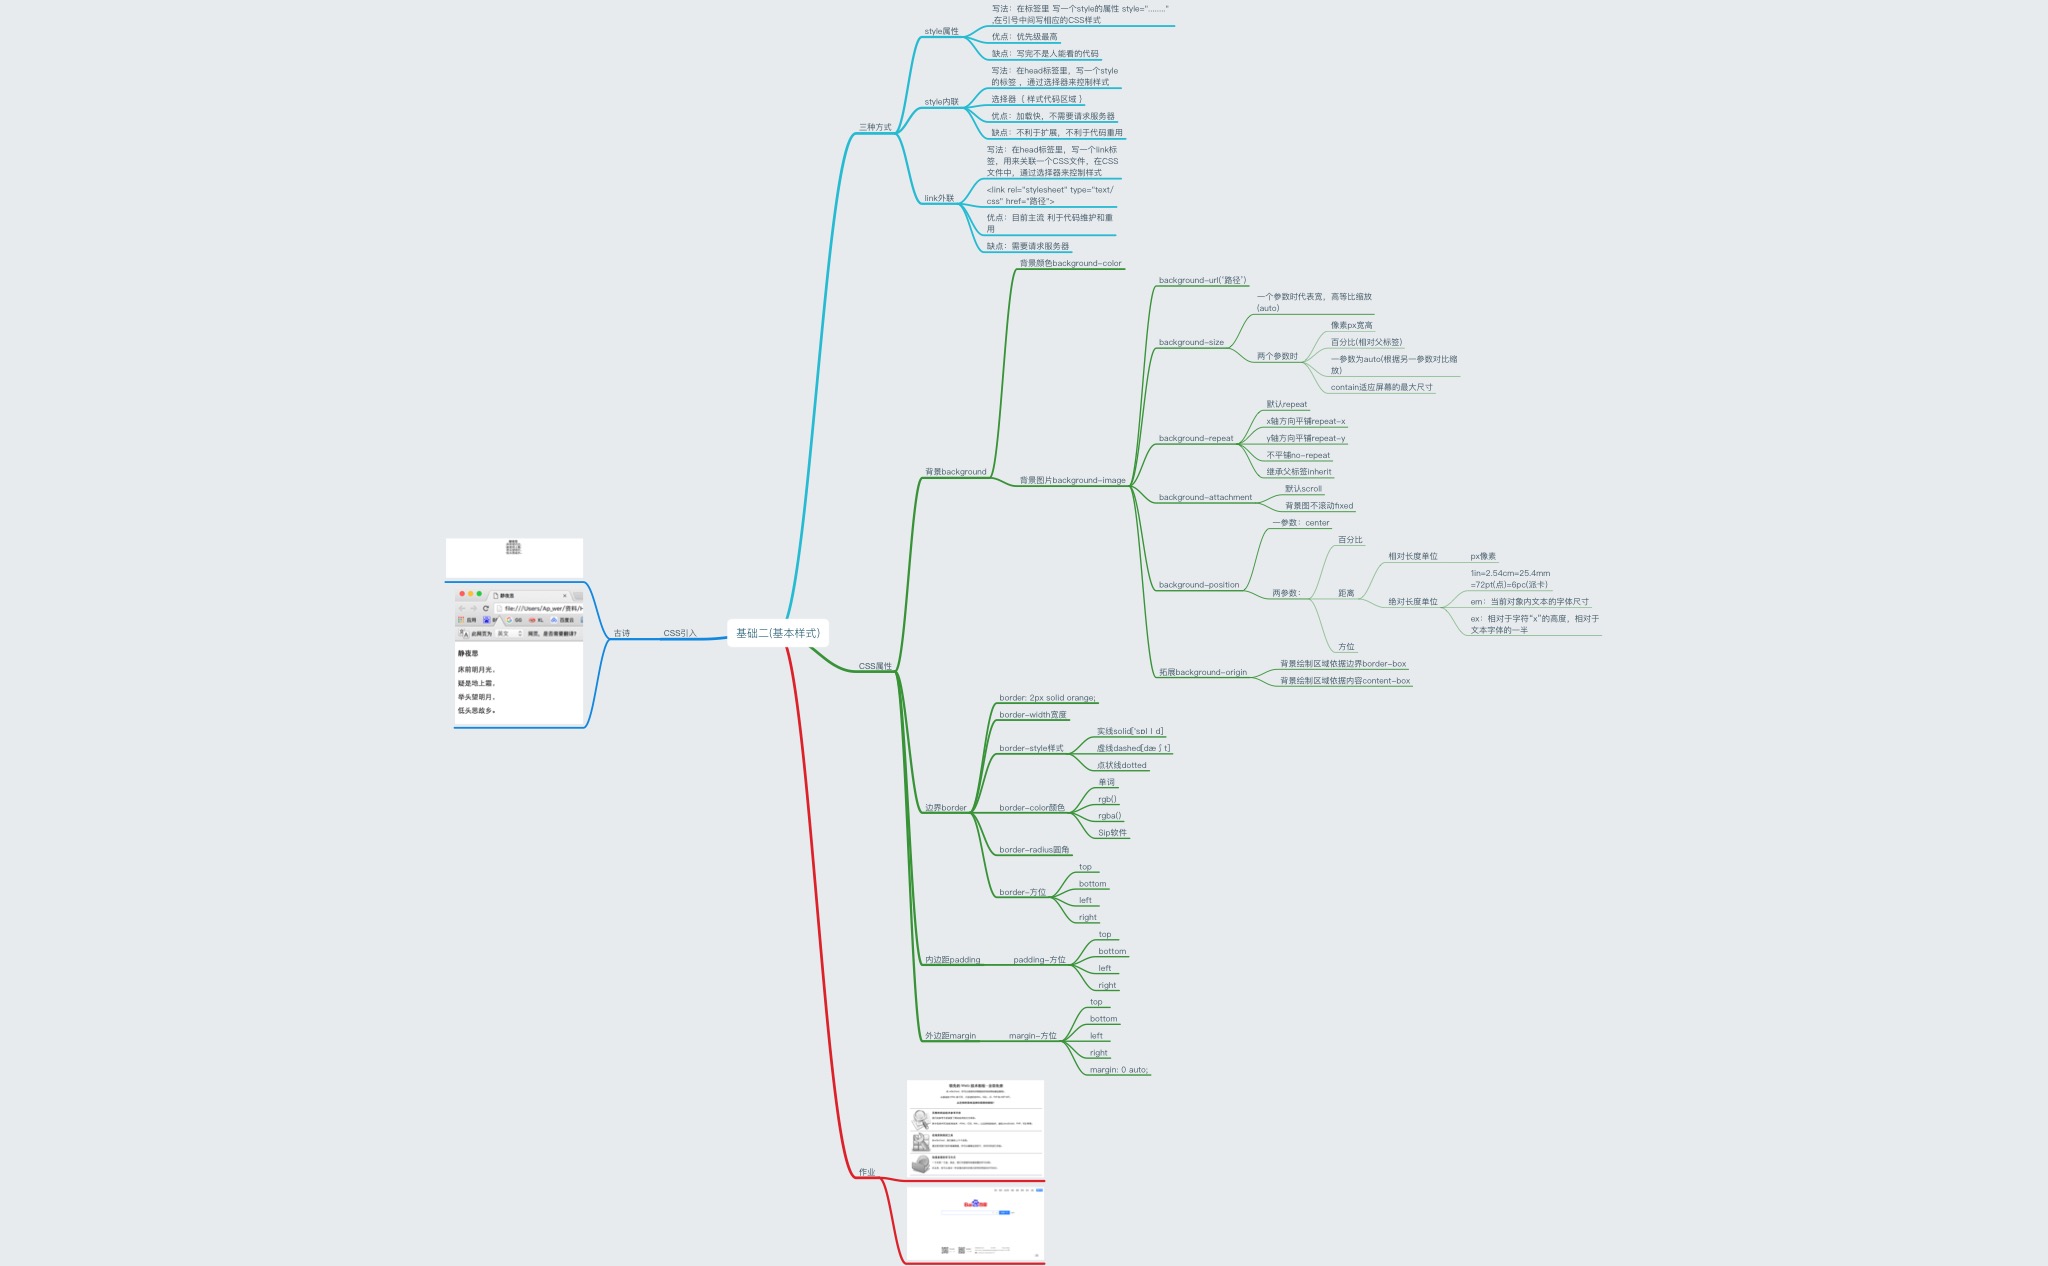 基础二(基本样式)
CSS引入
古诗
静夜思
file:///Users/Ap_wer/资料/H
应用
GG
XL
百度云
此网页为
英文
网页,是否需要翻译?
静夜思
床前明月光,
疑是地上霜。
举头望明月,
低头思故乡。
三种方式
style属性
写法:在标签里 写一个style的属性 style="........"
,在引号中间写相应的CSS样式
优点:优先级最高
缺点:写完不是人能看的代码
style内联
写法:在head标签里,写一个style
的标签 ,通过选择器来控制样式
选择器 { 样式代码区域 }
优点:加载快,不需要请求服务器
缺点:不利于扩展,不利于代码重用
link外联
写法:在head标签里,写一个link标
签,用来关联一个CSS文件,在CSS
文件中,通过选择器来控制样式
<link rel="stylesheet" type="text/
css" href="路径">
优点:目前主流 利于代码维护和重
用
缺点:需要请求服务器
CSS属性
背景background
背景颜色background-color
背景图片background-image
background-url('路径')
background-size
一个参数时代表宽,高等比缩放
(auto)
两个参数时
像素px宽高
百分比(相对父标签)
一参数为auto(根据另一参数对比缩
放)
contain适应屏幕的最大尺寸
background-repeat
默认repeat
x轴方向平铺repeat-x
y轴方向平铺repeat-y
不平铺no-repeat
继承父标签inherit
background-attachment
默认scroll
背景图不滚动fixed
background-position
一参数:center
两参数:
百分比
距离
相对长度单位
px像素
绝对长度单位
1in=2.54cm=25.4mm
=72pt(点)=6pc(派卡)
em:当前对象内文本的字体尺寸
ex:相对于字符"x"的高度,相对于
文本字体的一半
方位
拓展background-origin
背景绘制区域依据边界border-box
背景绘制区域依据内容content-box
边界border
border: 2px solid orange;
border-width宽度
border-style样式
实线solid['sɒlɪd]
虚线dashed[dæʃt]
点状线dotted
border-color颜色
单词
rgb()
rgba()
Sip软件
border-radius圆角
border-方位
top
bottom
left
right
内边距padding
padding-方位
top
bottom
left
right
外边距margin
margin-方位
top
bottom
left
right
margin: 0 auto;
作业
Bai百度